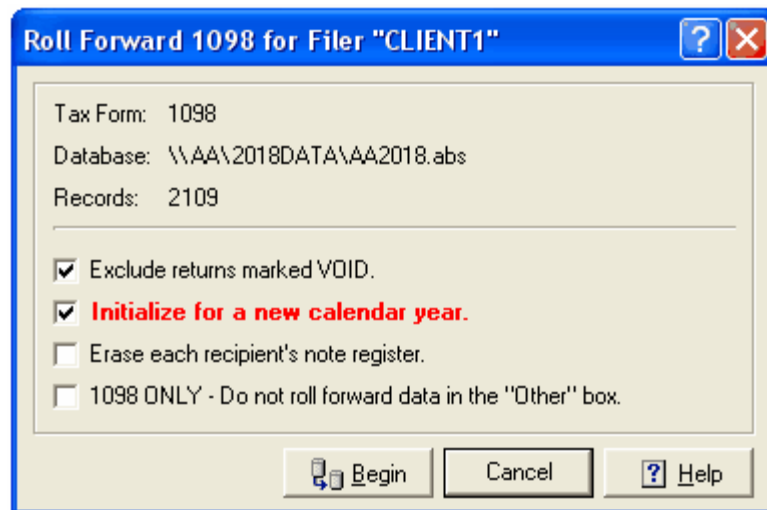 Roll Forward 1098 for Filer "CLIENT1"
Tax Form: 1098
Database: \\AA\2018DATA\AA2018.abs
Records: 2109
Exclude returns marked VOID.
Initialize for a new calendar year.
Erase each recipient's note register.
1098 ONLY - Do not roll forward data in the "Other" box.
Begin Cancel Help